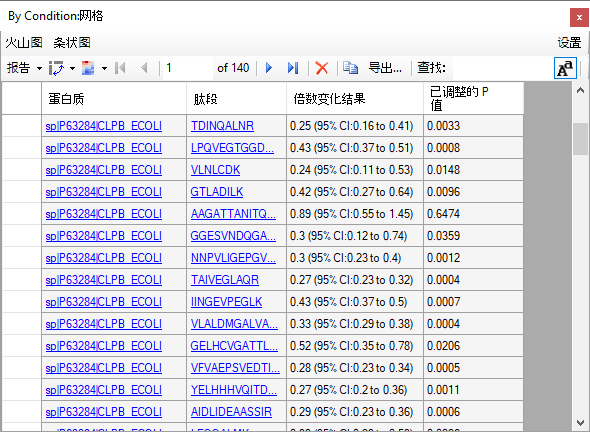 By Condition:网格
火山图 条状图 设置
报告 1 of 140 导出... 查找: Aa
蛋白质 肽段 倍数变化结果 已调整的 P 值
sp|P63284|CLPB_ECOLI TDINQALNR 0.25 (95% CI:0.16 to 0.41) 0.0033
sp|P63284|CLPB_ECOLI LPQVEGTGGD... 0.43 (95% CI:0.37 to 0.51) 0.0008
sp|P63284|CLPB_ECOLI VLNLCDK 0.24 (95% CI:0.11 to 0.53) 0.0148
sp|P63284|CLPB_ECOLI GTLADILK 0.42 (95% CI:0.27 to 0.64) 0.0096
sp|P63284|CLPB_ECOLI AAGATTANITQ... 0.89 (95% CI:0.55 to 1.45) 0.6474
sp|P63284|CLPB_ECOLI GGESVNDQGA... 0.3 (95% CI:0.12 to 0.74) 0.0359
sp|P63284|CLPB_ECOLI NNPVLIGEPGV... 0.3 (95% CI:0.23 to 0.4) 0.0012
sp|P63284|CLPB_ECOLI TAIVEGLAQR 0.27 (95% CI:0.23 to 0.32) 0.0004
sp|P63284|CLPB_ECOLI IINGEVPEGLK 0.43 (95% CI:0.37 to 0.5) 0.0007
sp|P63284|CLPB_ECOLI VLALDMGALVA... 0.33 (95% CI:0.29 to 0.38) 0.0004
sp|P63284|CLPB_ECOLI GELHCVGATTL... 0.52 (95% CI:0.35 to 0.78) 0.0206
sp|P63284|CLPB_ECOLI VFVAEPSVEDTI... 0.28 (95% CI:0.23 to 0.34) 0.0005
sp|P63284|CLPB_ECOLI YELHHHVQITD... 0.27 (95% CI:0.2 to 0.36) 0.0011
sp|P63284|CLPB_ECOLI AIDLIDEAASSIR 0.29 (95% CI:0.23 to 0.36) 0.0006